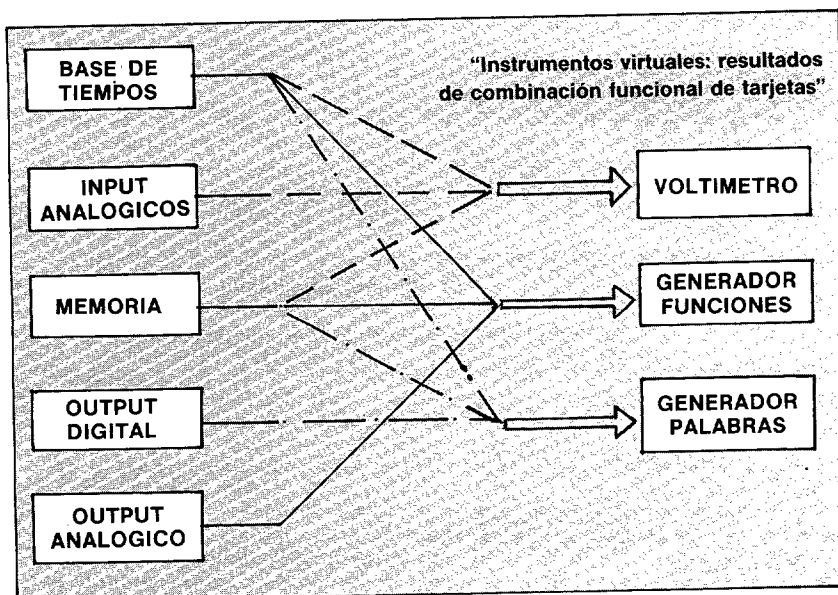 "Instrumentos virtuales: resultados
de combinación funcional de tarjetas"
BASE DE
TIEMPOS
INPUT
ANALOGICOS
MEMORIA
OUTPUT
DIGITAL
OUTPUT
ANALOGICO
VOLTIMETRO
GENERADOR
FUNCIONES
GENERADOR
PALABRAS